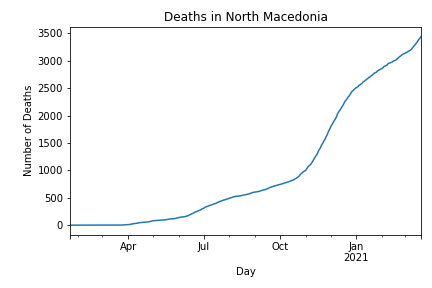 Deaths in North Macedonia
Number of Deaths
3500
3000
2500
2000
1500
1000
500
0
Apr
Jul
Oct
Jan
2021
Day